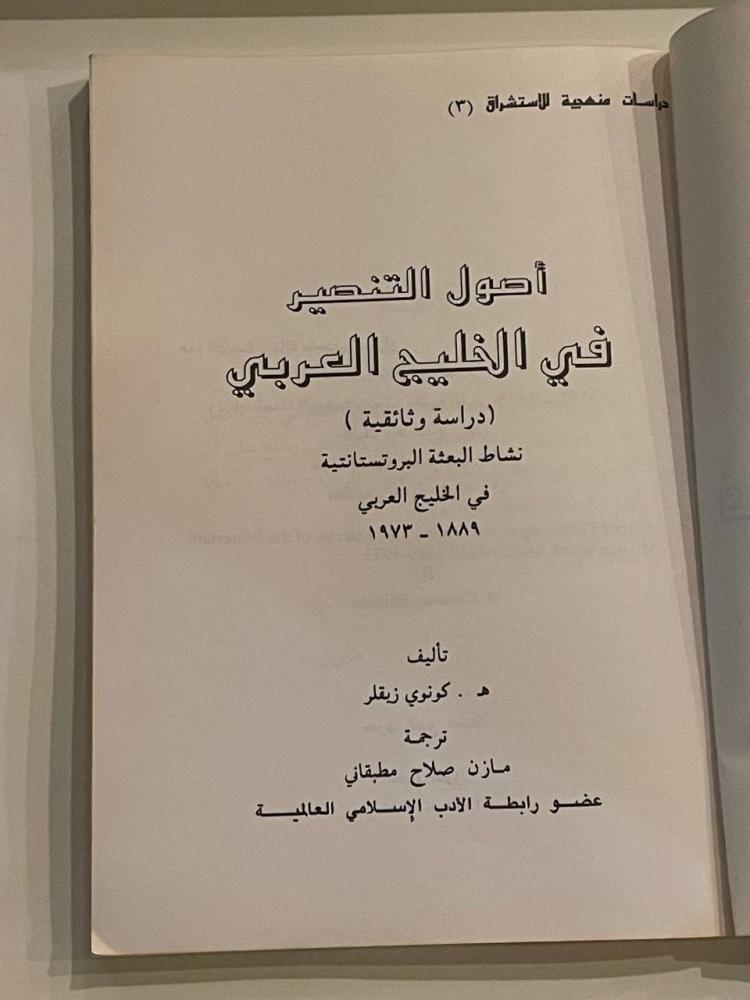 دراسات منهجية للاستشراق (٣)
أصول التنصير
في الخليج العربي
(دراسة وثائقية )
نشاط البعثة البروتستانتية
في الخليج العربي
١٨٨٩ - ١٩٧٣
تأليف
هـ . كونوي زيقلر
ترجمة
مازن صلاح مطبقاني
عضو رابطة الأدب الإسلامي العالمية